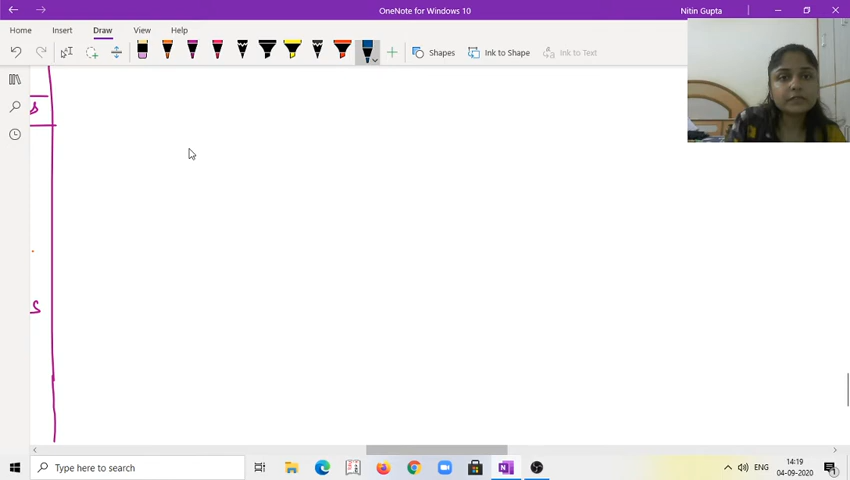 OneNote for Windows 10
Nitin Gupta
Home Insert Draw View Help
Shapes Ink to Shape Ink to Text
s
s
Type here to search
ENG
14:19
04-09-2020